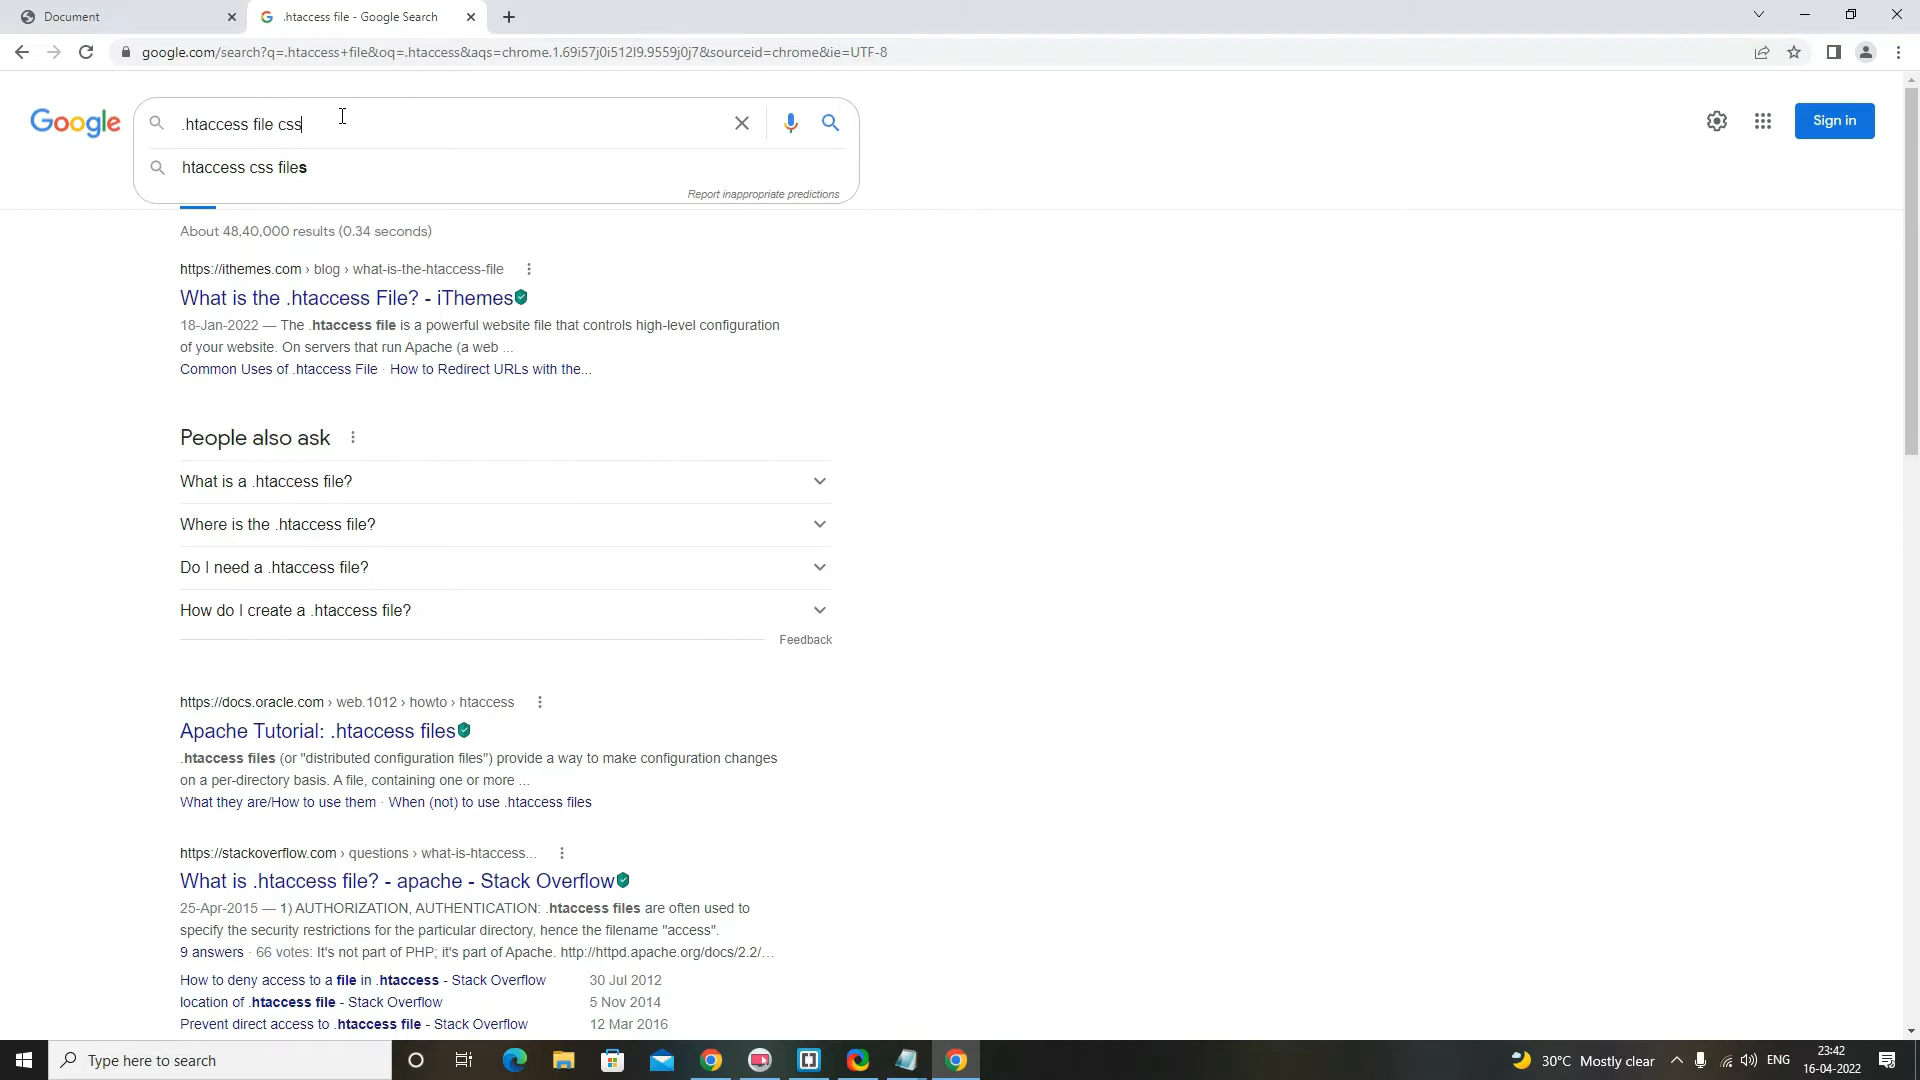 Document
.htaccess file - Google Search
google.com/search?q=.htaccess+file&oq=.htaccess&aqs=chrome.1.69i57j0i512l9.9559j0j7&sourceid=chrome&ie=UTF-8
Google
.htaccess file css
Sign in
htaccess css files
Report inappropriate predictions
About 48,40,000 results (0.34 seconds)
https://ithemes.com › blog › what-is-the-htaccess-file
What is the .htaccess File? - iThemes
18-Jan-2022 — The .htaccess file is a powerful website file that controls high-level configuration
of your website. On servers that run Apache (a web ...
Common Uses of .htaccess File · How to Redirect URLs with the...
People also ask
What is a .htaccess file?
Where is the .htaccess file?
Do I need a .htaccess file?
How do I create a .htaccess file?
Feedback
https://docs.oracle.com › web.1012 › howto › htaccess
Apache Tutorial: .htaccess files
.htaccess files (or "distributed configuration files") provide a way to make configuration changes
on a per-directory basis. A file, containing one or more ...
What they are/How to use them · When (not) to use .htaccess files
https://stackoverflow.com › questions › what-is-htaccess...
What is .htaccess file? - apache - Stack Overflow
25-Apr-2015 — 1) AUTHORIZATION, AUTHENTICATION: .htaccess files are often used to
specify the security restrictions for the particular directory, hence the filename "access".
9 answers · 66 votes: It's not part of PHP; it's part of Apache. http://httpd.apache.org/docs/2.2/...
How to deny access to a file in .htaccess - Stack Overflow 30 Jul 2012
location of .htaccess file - Stack Overflow 5 Nov 2014
Prevent direct access to .htaccess file - Stack Overflow 12 Mar 2016
Type here to search
30°C Mostly clear
ENG
23:42
16-04-2022